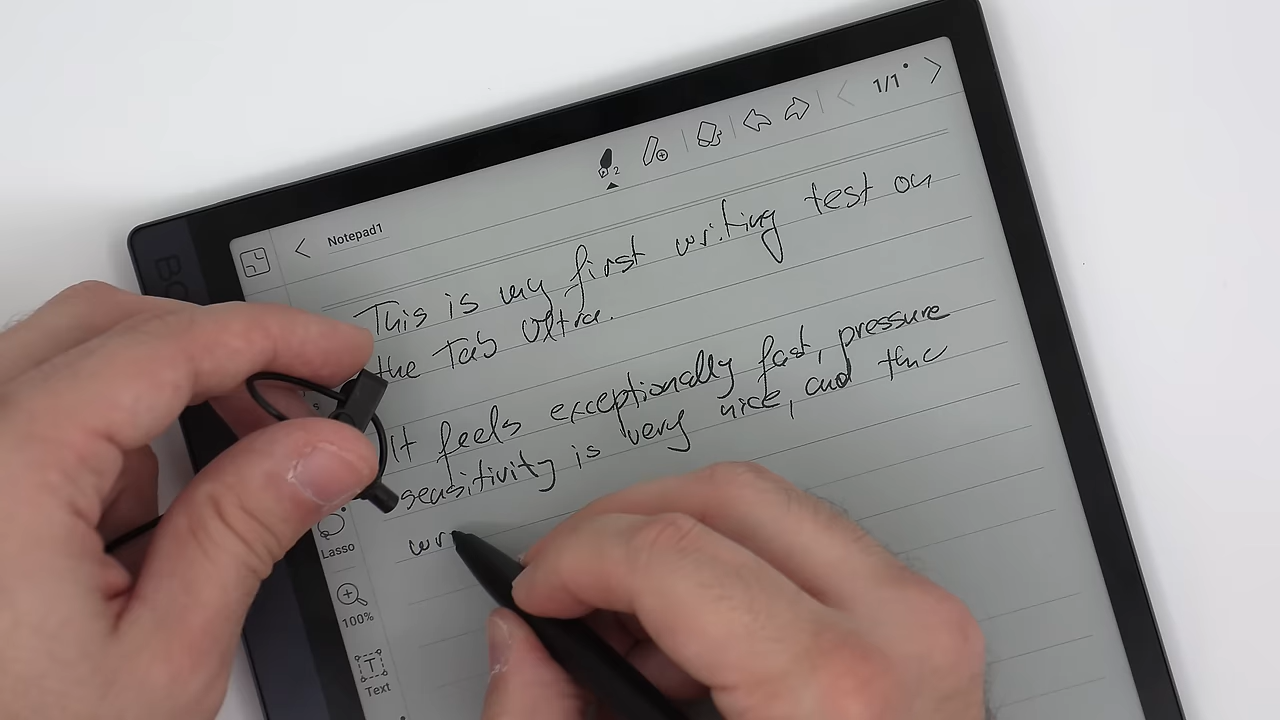 1/1
Notepad1
This is my first writing test on
the Tab Ultra.
It feels exceptionally fast, pressure
sensitivity is very nice, and the
wr
Lasso
100%
Text